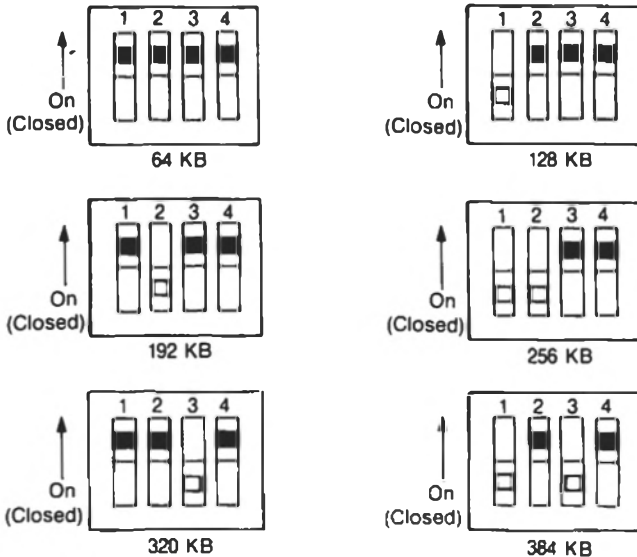 1 2 3 4
On
(Closed)
64 KB
1 2 3 4
On
(Closed)
128 KB
1 2 3 4
On
(Closed)
192 KB
1 2 3 4
On
(Closed)
256 KB
1 2 3 4
On
(Closed)
320 KB
1 2 3 4
On
(Closed)
384 KB